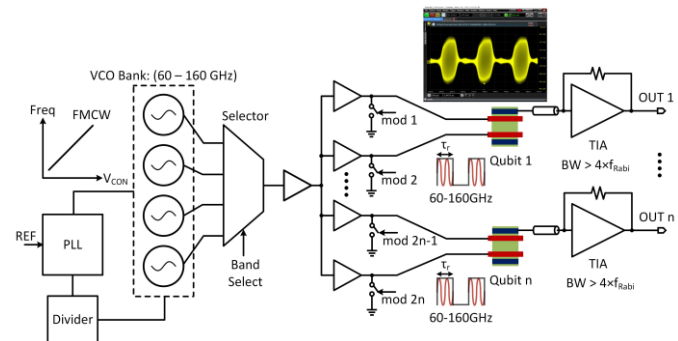 VCO Bank: (60 – 160 GHz)
Freq
FMCW
V_CON
Selector
REF
PLL
Divider
Band
Select
mod 1
mod 2
mod 2n-1
mod 2n
τ_r
60-160GHz
Qubit 1
τ_r
60-160GHz
Qubit n
OUT 1
TIA
BW > 4×f_Rabi
OUT n
TIA
BW > 4×f_Rabi